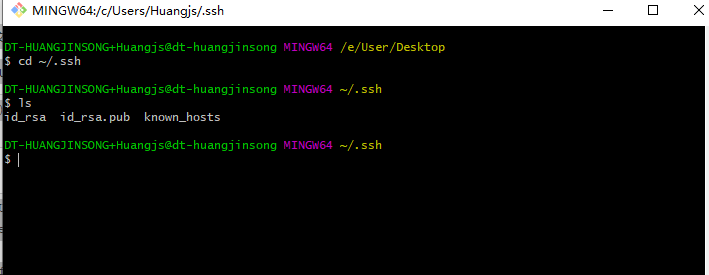 MINGW64:/c/Users/Huangjs/.ssh
DT-HUANGJINSONG+Huangjs@dt-huangjinsong MINGW64 /e/User/Desktop
$ cd ~/.ssh
DT-HUANGJINSONG+Huangjs@dt-huangjinsong MINGW64 ~/.ssh
$ ls
id_rsa  id_rsa.pub  known_hosts
DT-HUANGJINSONG+Huangjs@dt-huangjinsong MINGW64 ~/.ssh
$